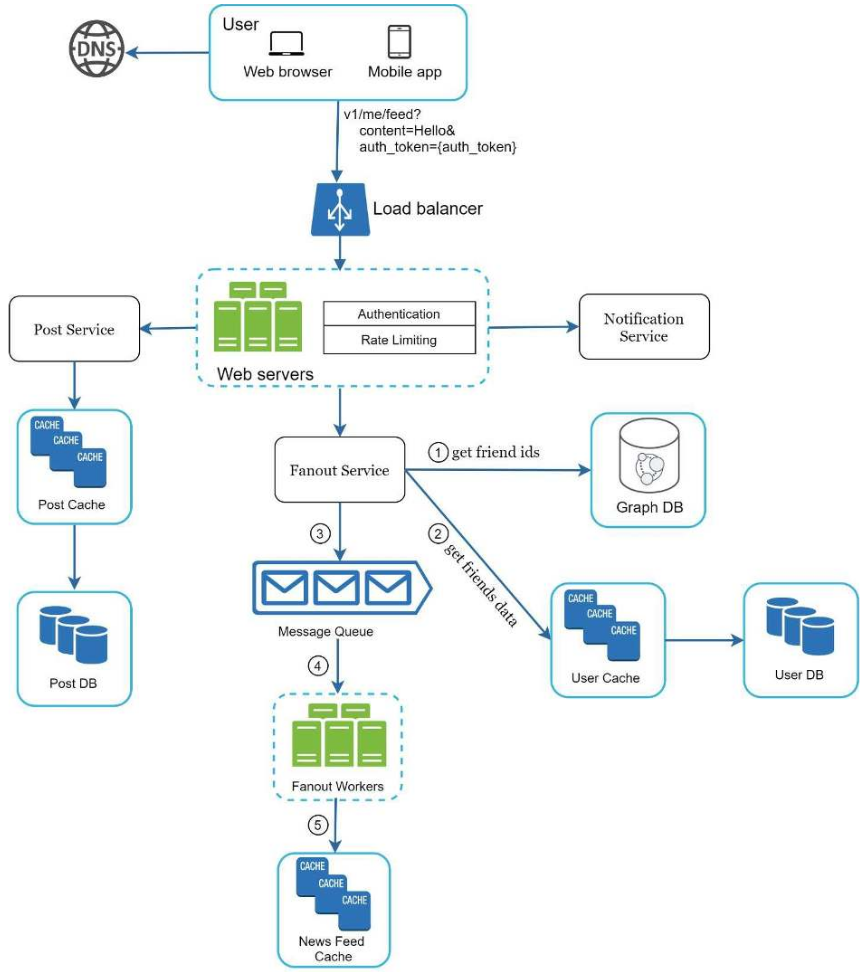 User
DNS
Web browser
Mobile app
v1/me/feed?
content=Hello&
auth_token={auth_token}
Load balancer
Authentication
Rate Limiting
Web servers
Post Service
Notification
Service
CACHE
CACHE
CACHE
Post Cache
Post DB
Fanout Service
1 get friend ids
Graph DB
2 get friends data
CACHE
CACHE
CACHE
User Cache
User DB
3
Message Queue
4
Fanout Workers
5
CACHE
CACHE
CACHE
News Feed
Cache